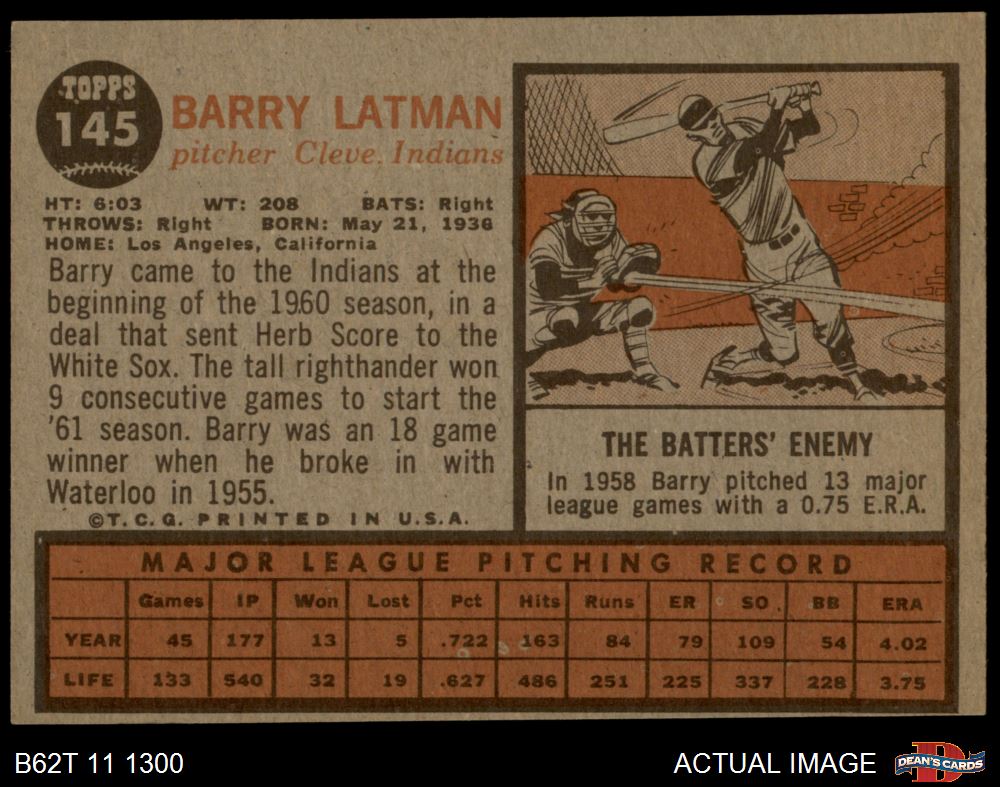 TOPPS
145
BARRY LATMAN
pitcher Cleve. Indians
HT: 6:03 WT: 208 BATS: Right
THROWS: Right BORN: May 21, 1936
HOME: Los Angeles, California
Barry came to the Indians at the
beginning of the 1960 season, in a
deal that sent Herb Score to the
White Sox. The tall righthander won
9 consecutive games to start the
'61 season. Barry was an 18 game
winner when he broke in with
Waterloo in 1955.
©T.C.G. PRINTED IN U.S.A.
THE BATTERS' ENEMY
In 1958 Barry pitched 13 major
league games with a 0.75 E.R.A.
MAJOR LEAGUE PITCHING RECORD
Games IP Won Lost Pct Hits Runs ER SO BB ERA
YEAR 45 177 13 5 .722 163 84 79 109 54 4.02
LIFE 133 540 32 19 .627 486 251 225 337 228 3.75
B62T 11 1300
ACTUAL IMAGE
D
DEAN'S CARDS